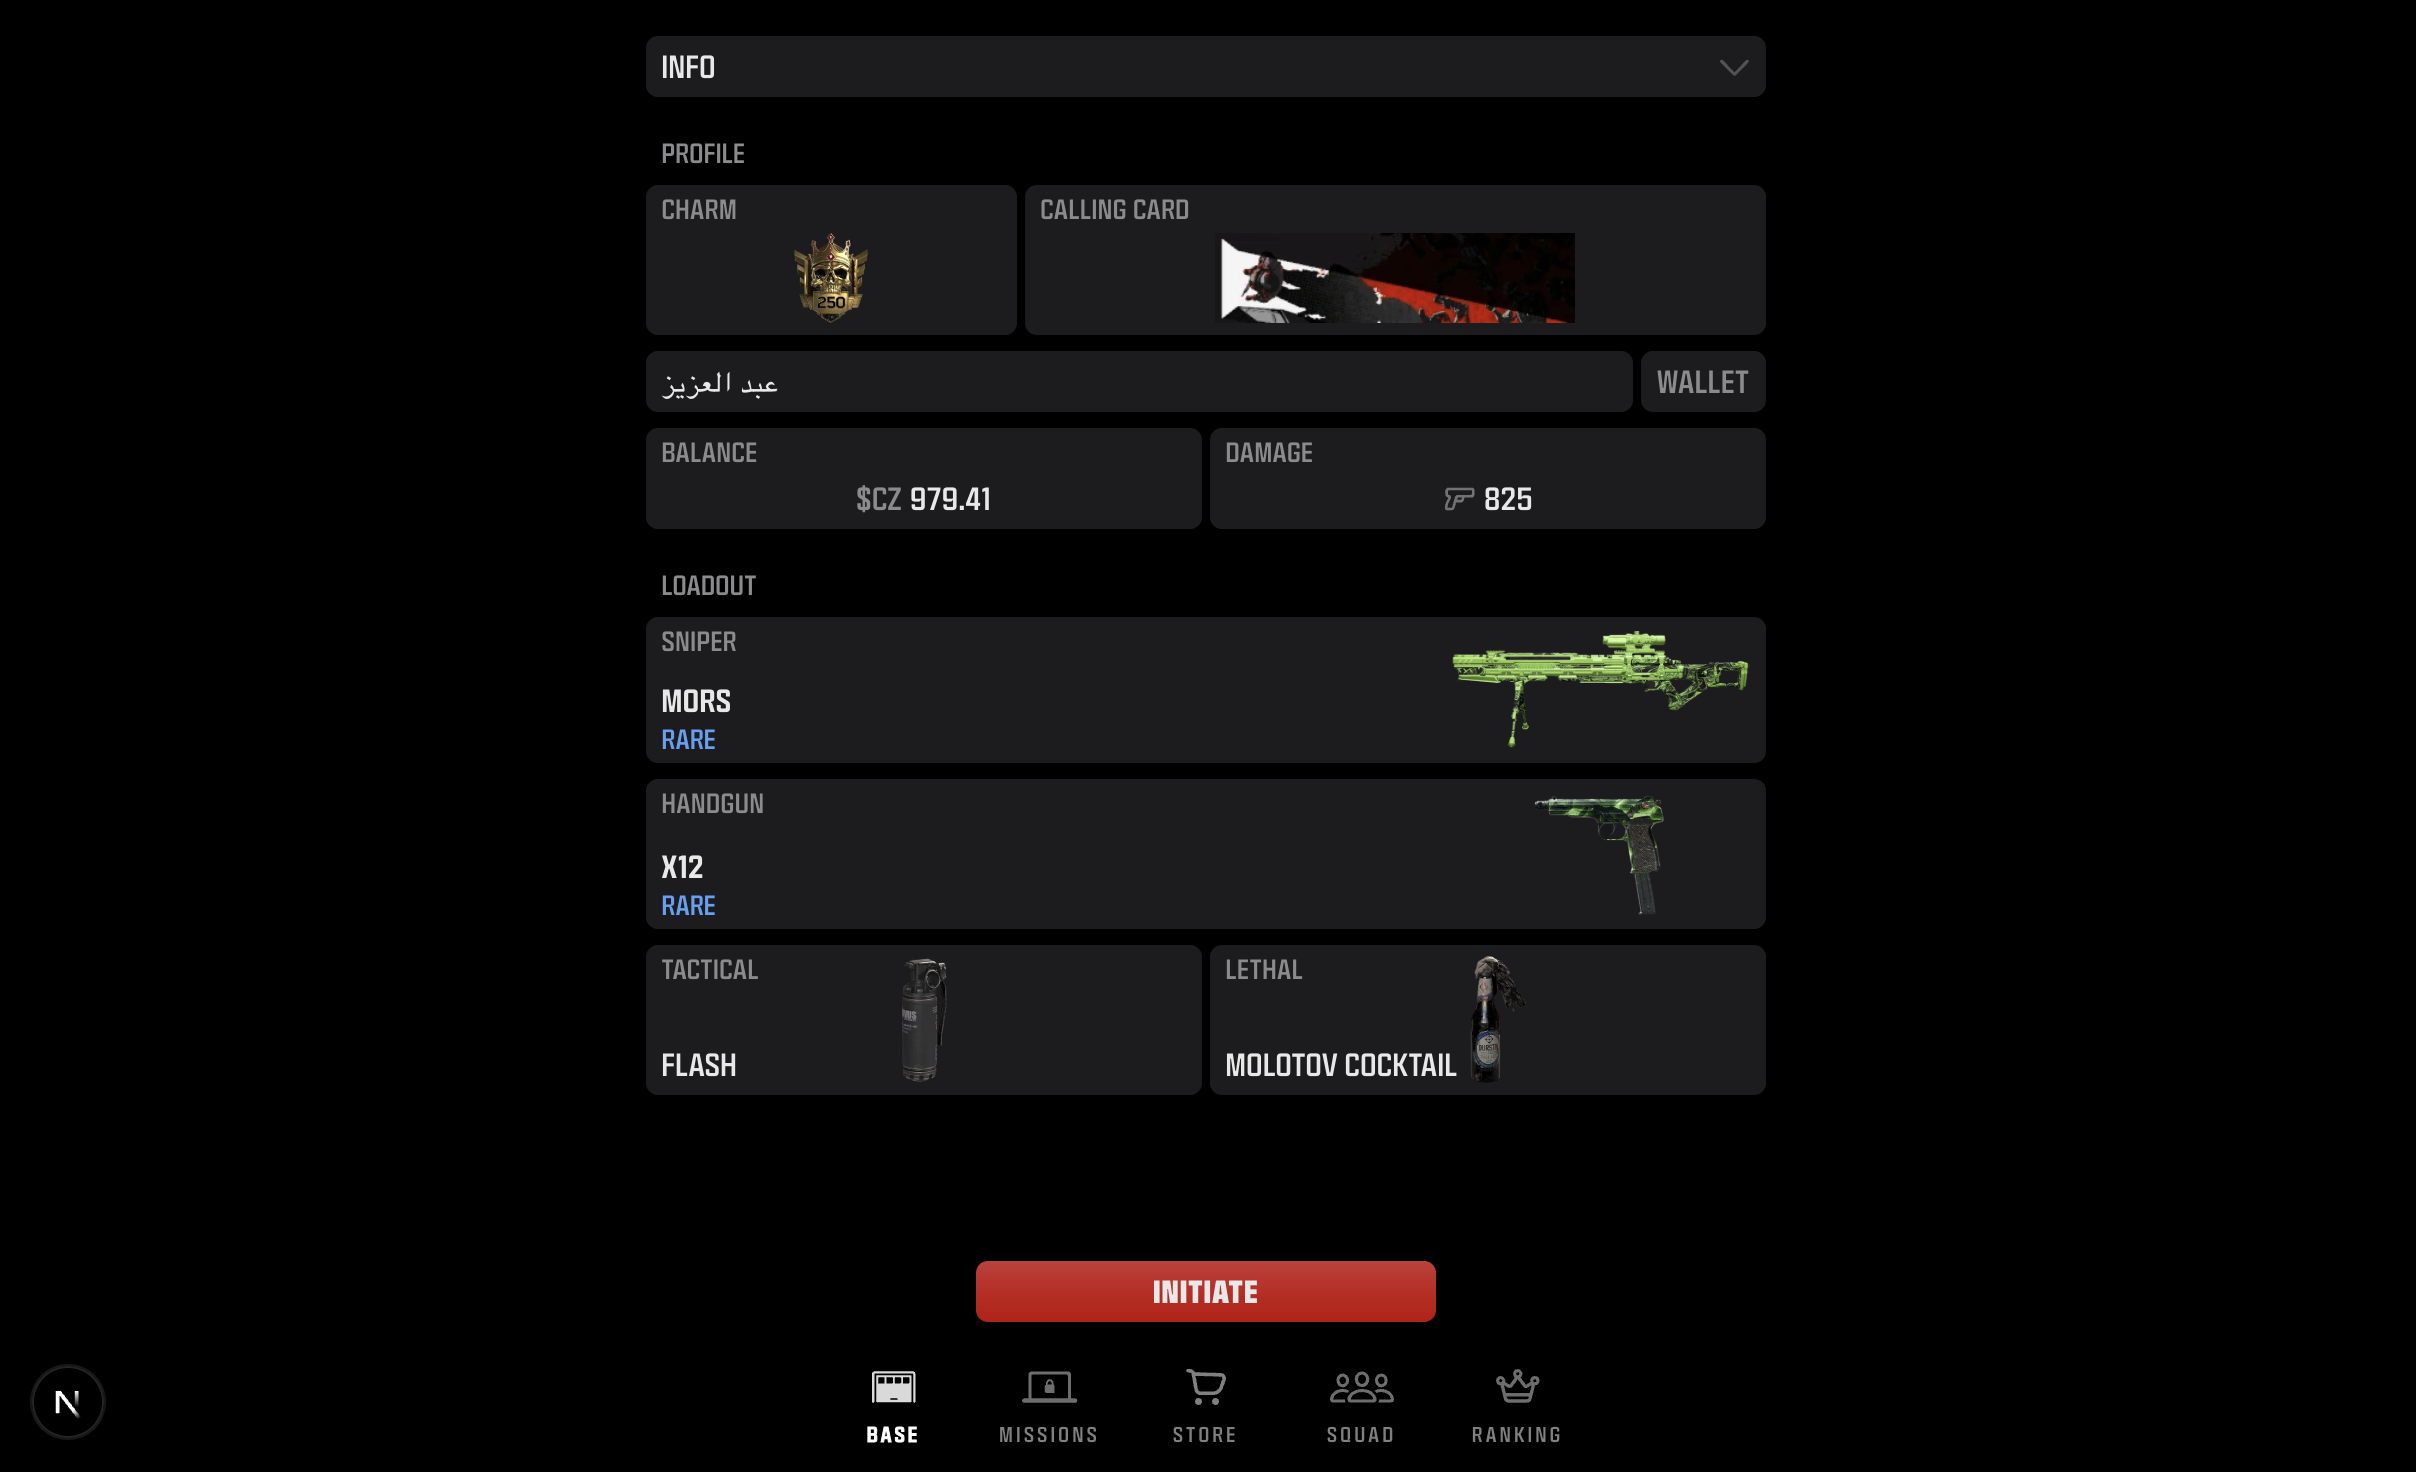 INFO
PROFILE
CHARM
250
CALLING CARD
عبد العزيز
WALLET
BALANCE
$CZ 979.41
DAMAGE
825
LOADOUT
SNIPER
MORS
RARE
HANDGUN
X12
RARE
TACTICAL
FLASH
LETHAL
MOLOTOV COCKTAIL
INITIATE
N
BASE
MISSIONS
STORE
SQUAD
RANKING